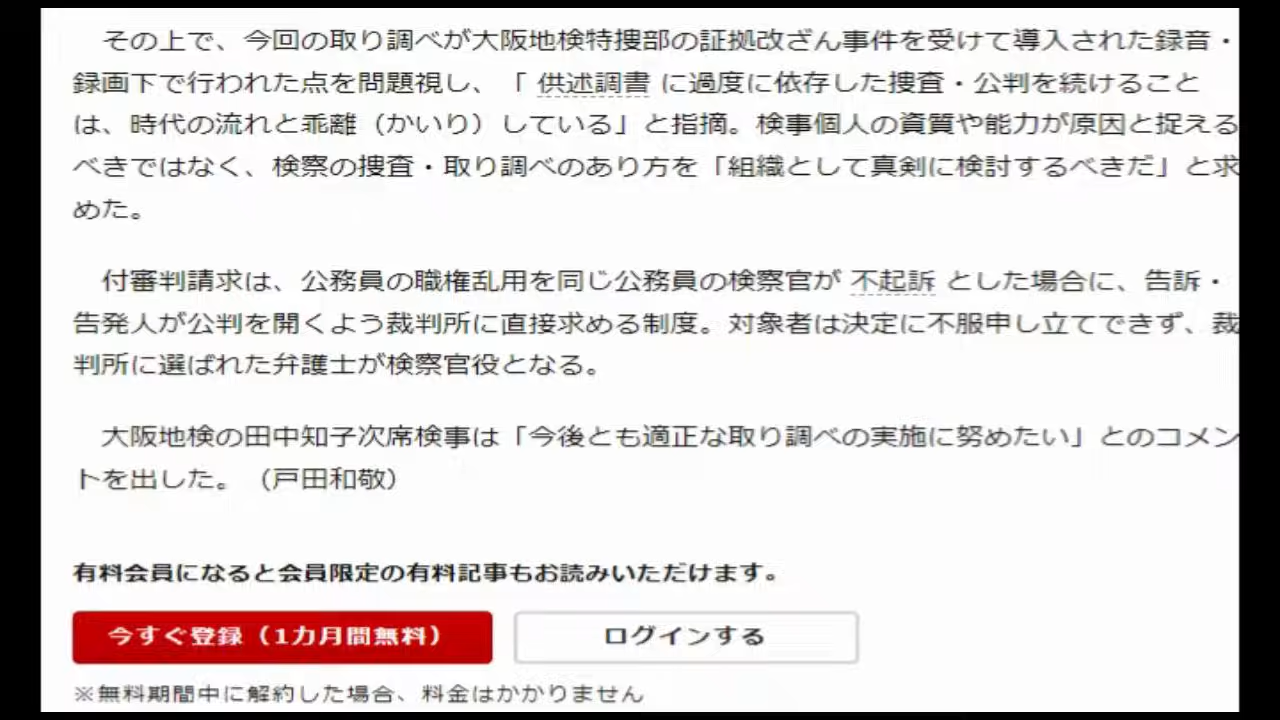 その上で、今回の取り調べが大阪地検特捜部の証拠改ざん事件を受けて導入された録音・
録画下で行われた点を問題視し、「 供述調書 に過度に依存した捜査・公判を続けること
は、時代の流れと乖離（かいり）している」と指摘。検事個人の資質や能力が原因と捉える
べきではなく、検察の捜査・取り調べのあり方を「組織として真剣に検討するべきだ」と求
めた。
付審判請求は、公務員の職権乱用を同じ公務員の検察官が 不起訴 とした場合に、告訴・
告発人が公判を開くよう裁判所に直接求める制度。対象者は決定に不服申し立てできず、裁
判所に選ばれた弁護士が検察官役となる。
大阪地検の田中知子次席検事は「今後とも適正な取り調べの実施に努めたい」とのコメン
トを出した。（戸田和敬）
有料会員になると会員限定の有料記事もお読みいただけます。
今すぐ登録（1カ月間無料）
ログインする
※無料期間中に解約した場合、料金はかかりません